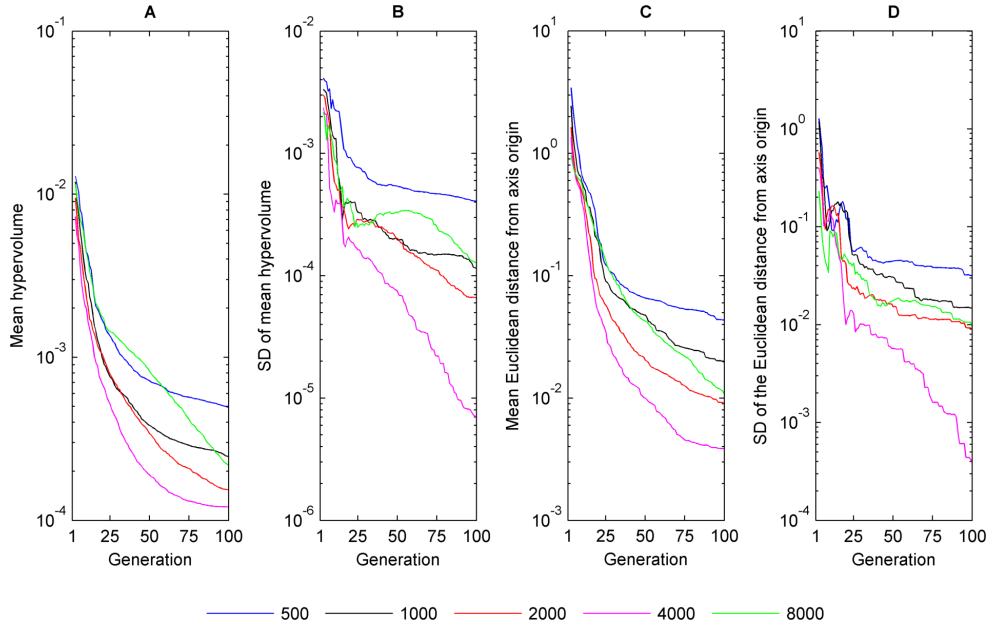 A B C D
10^-1 10^-2 10^1 10^1
10^-2 10^-3 10^0 10^0
10^-3 10^-4 10^-1 10^-1
10^-4 10^-5 10^-2 10^-2
10^-6 10^-3 10^-3
10^-4
Mean hypervolume
SD of mean hypervolume
Mean Euclidean distance from axis origin
SD of the Euclidean distance from axis origin
1 25 50 75 100 1 25 50 75 100 1 25 50 75 100 1 25 50 75 100
Generation Generation Generation Generation
500 1000 2000 4000 8000